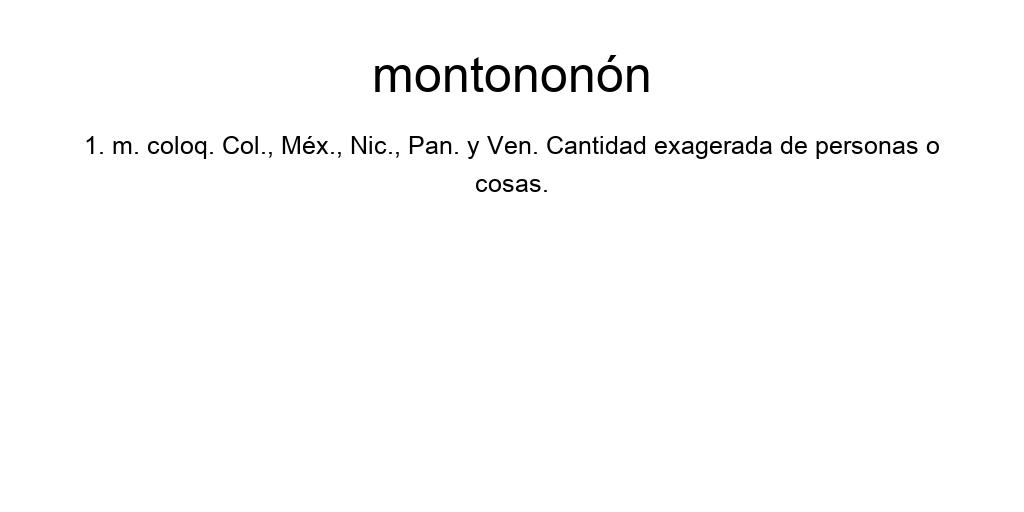 montononón
1. m. coloq. Col., Méx., Nic., Pan. y Ven. Cantidad exagerada de personas o
cosas.